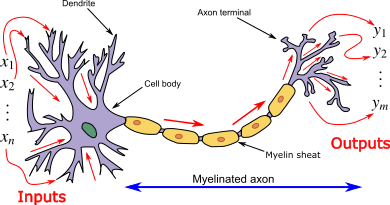 Dendrite
Axon terminal
x1
x2
⋮
xn
Cell body
Myelin sheat
y1
y2
⋮
ym
Inputs
Outputs
Myelinated axon